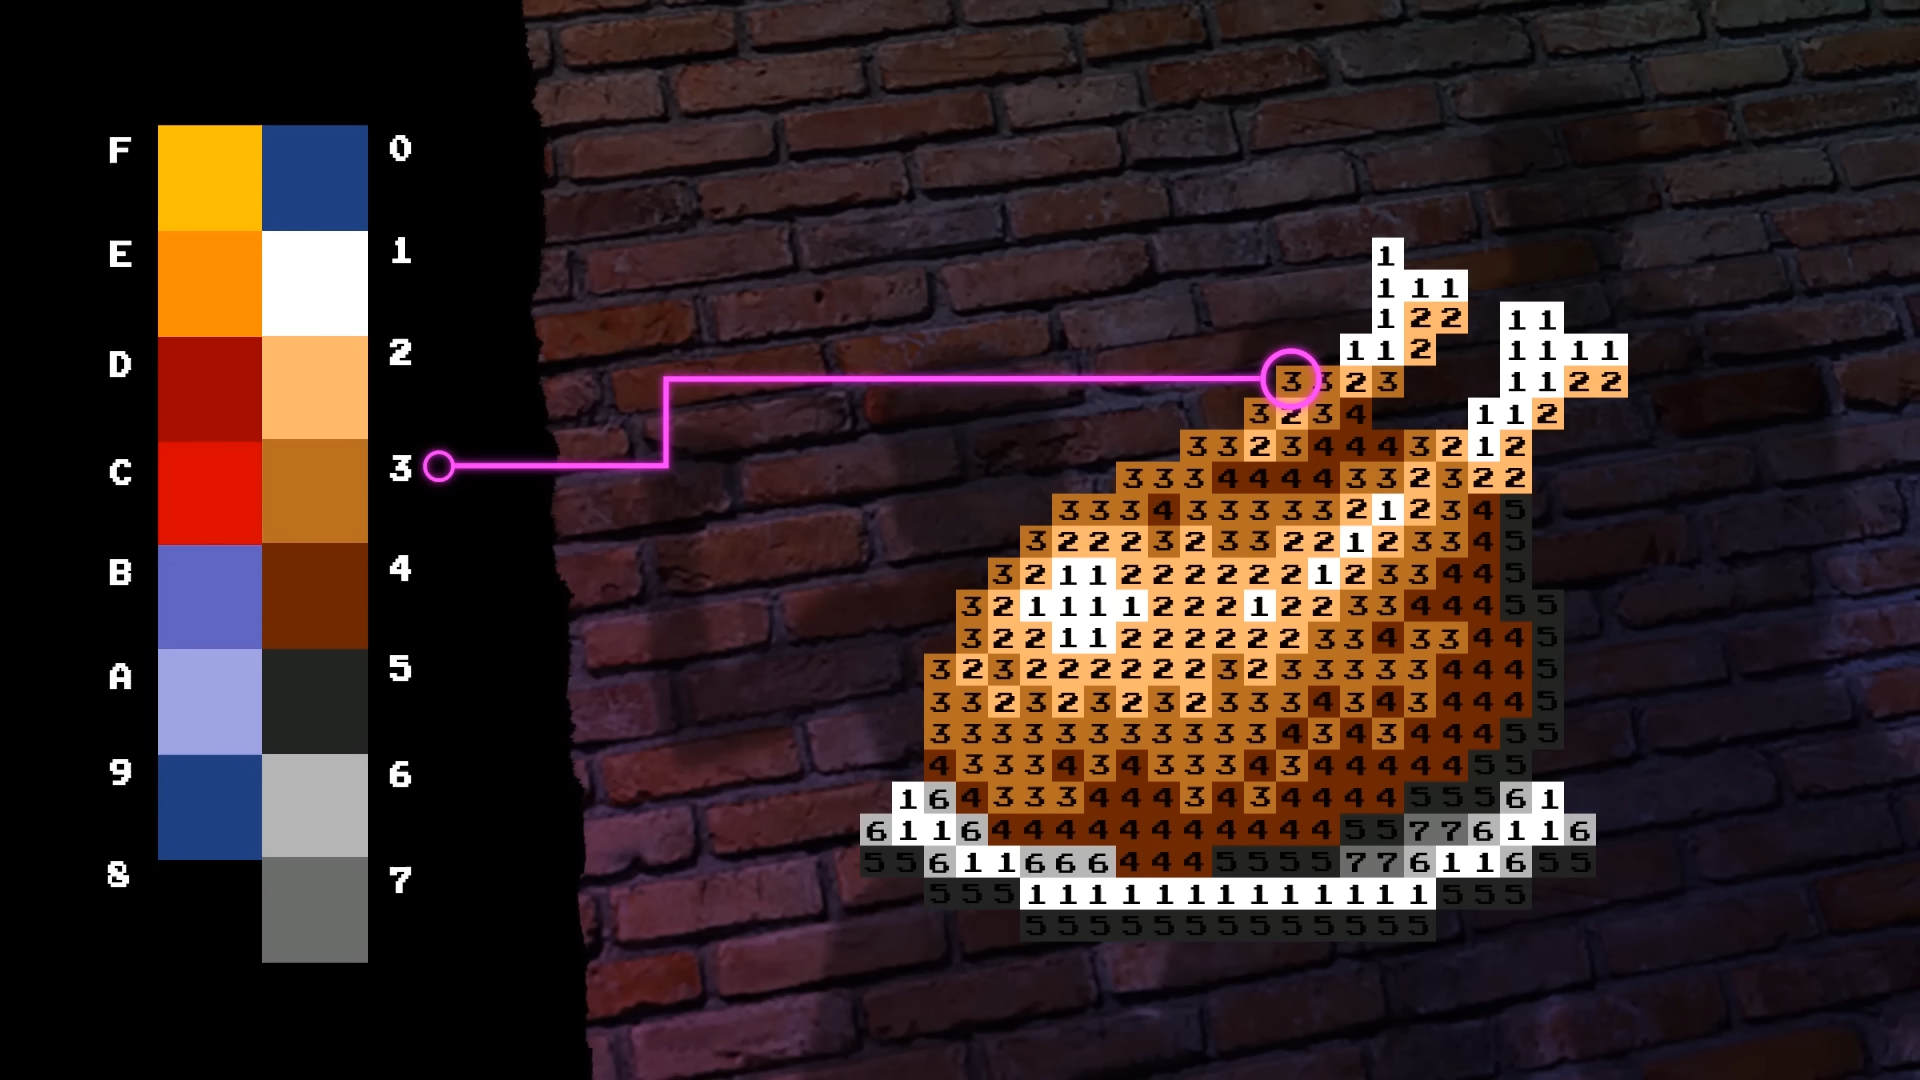 F 0
E 1
D 2
C 3
B 4
A 5
9 6
8 7
1
1 1 1
1 2 2 1 1
1 1 2 1 1 1 1
3 3 2 3 1 1 2 2
3 2 3 4 1 1 2
3 3 2 3 4 4 4 3 2 1 2
3 3 3 4 4 4 4 3 3 2 3 2 2
3 3 3 4 3 3 3 3 3 2 1 2 3 4 5
3 2 2 2 3 2 3 3 2 2 1 2 3 3 4 5
3 2 1 1 2 2 2 2 2 2 1 2 3 3 4 4 5
3 2 1 1 1 1 2 2 2 1 2 2 3 3 4 4 4 5 5
3 2 2 1 1 2 2 2 2 2 2 3 3 4 3 3 4 4 5
3 2 3 2 2 2 2 2 2 3 2 3 3 3 3 3 4 4 4 5
3 3 2 3 2 3 2 3 2 3 3 3 4 3 4 3 4 4 4 5
3 3 3 3 3 3 3 3 3 3 3 4 3 4 3 4 4 4 5 5
4 3 3 3 4 3 4 3 3 3 4 3 4 4 4 4 4 5 5
1 6 4 3 3 3 4 4 4 3 4 3 4 4 4 4 5 5 5 6 1
6 1 1 6 4 4 4 4 4 4 4 4 4 4 4 5 5 7 7 6 1 1 6
5 5 6 1 1 6 6 6 4 4 4 5 5 5 5 7 7 6 1 1 6 5 5
5 5 5 1 1 1 1 1 1 1 1 1 1 1 1 1 5 5 5
5 5 5 5 5 5 5 5 5 5 5 5 5